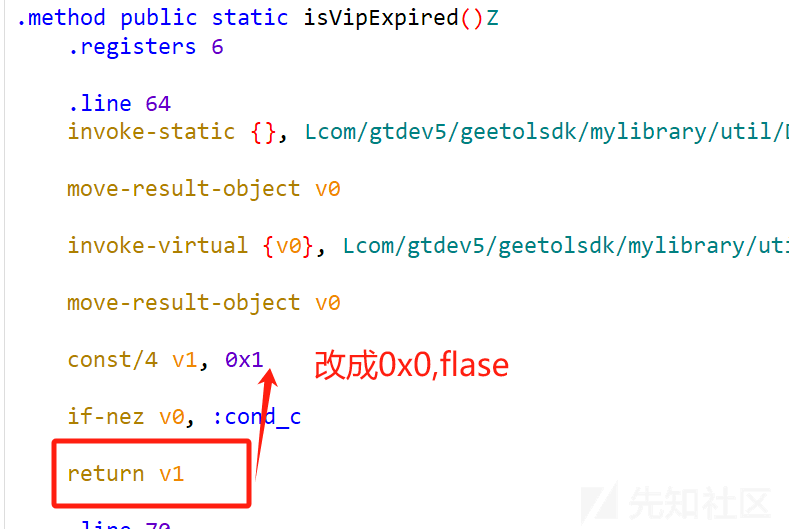 .method public static isVipExpired()Z
.registers 6
.line 64
invoke-static {}, Lcom/gtdev5/geetolsdk/mylibrary/util/
move-result-object v0
invoke-virtual {v0}, Lcom/gtdev5/geetolsdk/mylibrary/uti
move-result-object v0
const/4 v1, 0x1
改成0x0,flase
if-nez v0, :cond_c
return v1
.line 70
先知社区